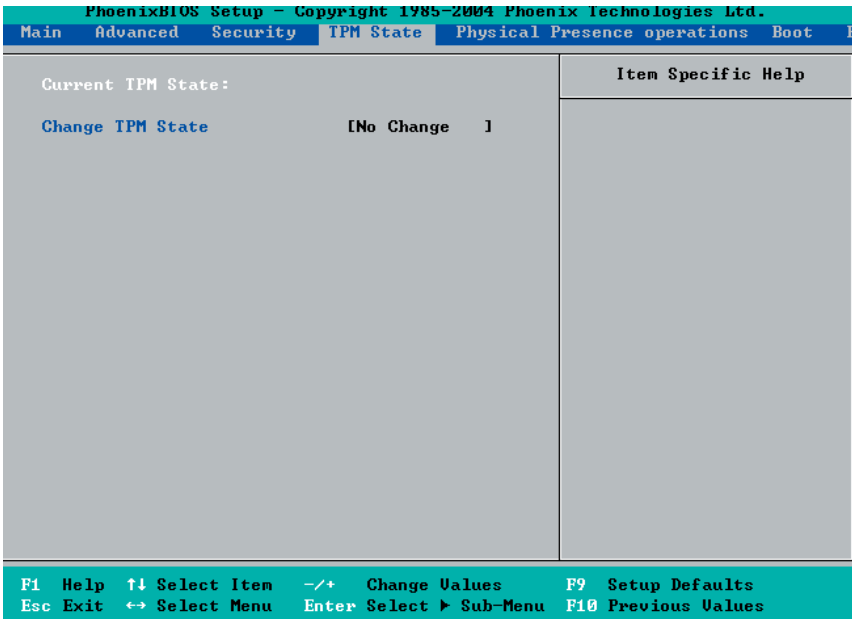 PhoenixBIOS Setup - Copyright 1985-2004 Phoenix Technologies Ltd.
Main Advanced Security TPM State Physical Presence operations Boot
Current TPM State:
Change TPM State [No Change ]
Item Specific Help
F1 Help ↑↓ Select Item -/+ Change Values F9 Setup Defaults
Esc Exit ↔ Select Menu Enter Select ▶ Sub-Menu F10 Previous Values